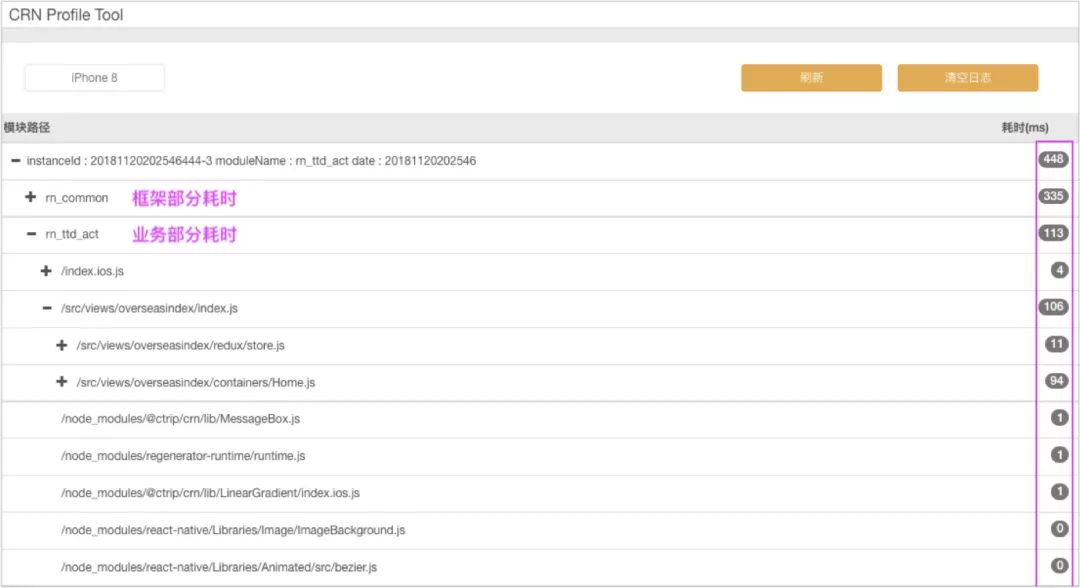 CRN Profile Tool
iPhone 8
刷新
清空日志
模块路径 耗时(ms)
instanceId : 20181120202546444-3 moduleName : rn_ttd_act date : 20181120202546 448
rn_common 框架部分耗时 335
rn_ttd_act 业务部分耗时 113
/index.ios.js 4
/src/views/overseasindex/index.js 106
/src/views/overseasindex/redux/store.js 11
/src/views/overseasindex/containers/Home.js 94
/node_modules/@ctrip/crn/lib/MessageBox.js 1
/node_modules/regenerator-runtime/runtime.js 1
/node_modules/@ctrip/crn/lib/LinearGradient/index.ios.js 1
/node_modules/react-native/Libraries/Image/ImageBackground.js 0
/node_modules/react-native/Libraries/Animated/src/bezier.js 0